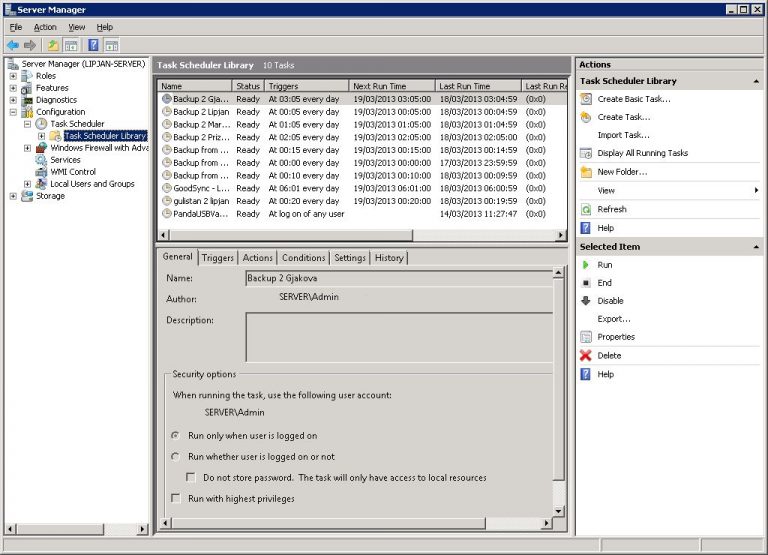 Server Manager
File Action View Help
Server Manager (LIPJAN-SERVER)
Roles
Features
Diagnostics
Configuration
Task Scheduler
Task Scheduler Library
Windows Firewall with Adva
Services
WMI Control
Local Users and Groups
Storage
Task Scheduler Library 10 Tasks
Name Status Triggers Next Run Time Last Run Time Last Run Re
Backup 2 Gja... Ready At 03:05 every day 19/03/2013 03:05:00 18/03/2013 03:04:59 (0x0)
Backup 2 Lipjan Ready At 00:05 every day 19/03/2013 00:05:00 18/03/2013 00:04:59 (0x0)
Backup 2 Mar... Ready At 01:05 every day 19/03/2013 01:05:00 18/03/2013 01:04:59 (0x0)
Backup 2 Priz... Ready At 02:05 every day 19/03/2013 02:05:00 18/03/2013 02:05:00 (0x0)
Backup from ... Ready At 00:15 every day 19/03/2013 00:15:00 18/03/2013 00:14:59 (0x0)
Backup from ... Ready At 00:00 every day 19/03/2013 00:00:00 17/03/2013 23:59:59 (0x0)
Backup from ... Ready At 00:10 every day 19/03/2013 00:10:00 18/03/2013 00:09:59 (0x0)
GoodSync - L... Ready At 06:01 every day 19/03/2013 06:01:00 18/03/2013 06:00:59 (0x0)
gulistan 2 lipjan Ready At 00:20 every day 19/03/2013 00:20:00 18/03/2013 00:19:59 (0x0)
PandaUSBVa... Ready At log on of any user 14/03/2013 11:27:47 (0x0)
General Triggers Actions Conditions Settings History
Name: Backup 2 Gjakova
Author: SERVER\Admin
Description:
Security options
When running the task, use the following user account:
SERVER\Admin
Run only when user is logged on
Run whether user is logged on or not
Do not store password. The task will only have access to local resources
Run with highest privileges
Actions
Task Scheduler Library
Create Basic Task...
Create Task...
Import Task...
Display All Running Tasks
New Folder...
View
Refresh
Help
Selected Item
Run
End
Disable
Export...
Properties
Delete
Help